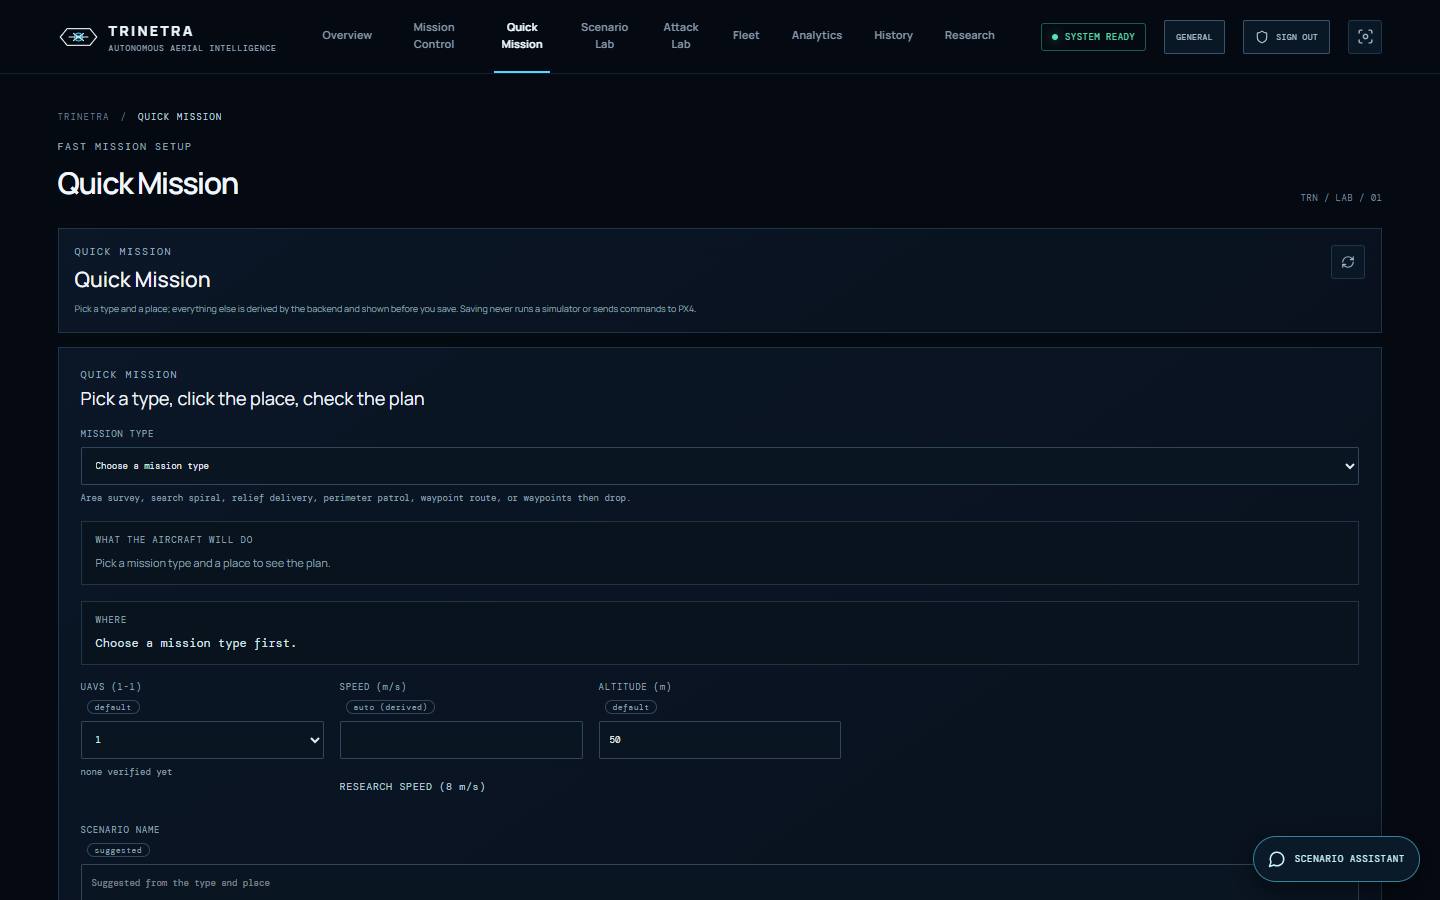 TRINETRA
AUTONOMOUS AERIAL INTELLIGENCE
Overview
Mission Control
Quick Mission
Scenario Lab
Attack Lab
Fleet
Analytics
History
Research
SYSTEM READY
GENERAL
SIGN OUT
TRINETRA / QUICK MISSION
FAST MISSION SETUP
Quick Mission
TRN / LAB / 01
QUICK MISSION
Quick Mission
Pick a type and a place; everything else is derived by the backend and shown before you save. Saving never runs a simulator or sends commands to PX4.
QUICK MISSION
Pick a type, click the place, check the plan
MISSION TYPE
Choose a mission type
Area survey, search spiral, relief delivery, perimeter patrol, waypoint route, or waypoints then drop.
WHAT THE AIRCRAFT WILL DO
Pick a mission type and a place to see the plan.
WHERE
Choose a mission type first.
UAVS (1-1)
default
1
none verified yet
SPEED (m/s)
auto (derived)
RESEARCH SPEED (8 m/s)
ALTITUDE (m)
default
50
SCENARIO NAME
suggested
Suggested from the type and place
SCENARIO ASSISTANT